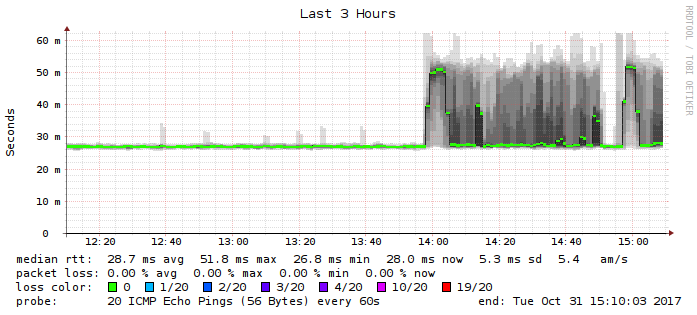 Last 3 Hours
RRDTOOL / TOBI OETIKER
Seconds
60 m
50 m
40 m
30 m
20 m
10 m
0
12:20 12:40 13:00 13:20 13:40 14:00 14:20 14:40 15:00
median rtt: 28.7 ms avg 51.8 ms max 26.8 ms min 28.0 ms now 5.3 ms sd 5.4 am/s
packet loss: 0.00 % avg 0.00 % max 0.00 % min 0.00 % now
loss color: 0 1/20 2/20 3/20 4/20 10/20 19/20
probe: 20 ICMP Echo Pings (56 Bytes) every 60s end: Tue Oct 31 15:10:03 2017